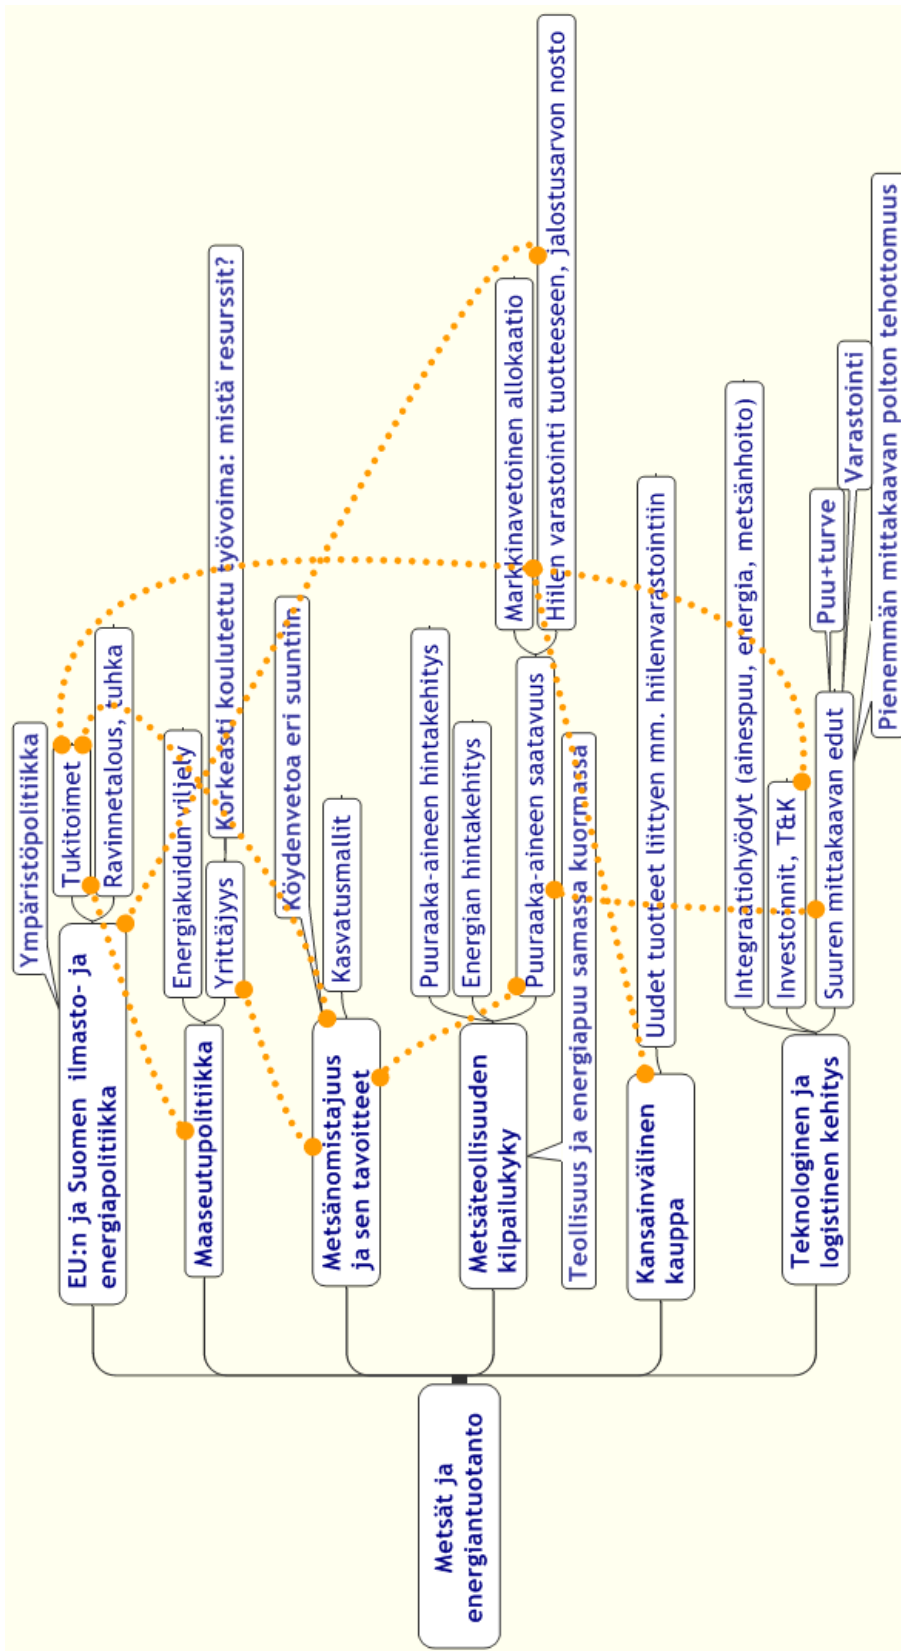 Metsät ja
energiantuotanto
EU:n ja Suomen ilmasto- ja
energiapolitiikka
Ympäristöpolitiikka
Tukitoimet
Ravinnetalous, tuhka
Maaseutupolitiikka
Energiakuidun viljely
Yrittäjyys
Korkeasti koulutettu työvoima: mistä resurssit?
Metsänomistajuus
ja sen tavoitteet
Köydenvetoa eri suuntiin
Kasvatusmallit
Metsäteollisuuden
kilpailukyky
Puuraaka-aineen hintakehitys
Energian hintakehitys
Puuraaka-aineen saatavuus
Markkinavetoinen allokaatio
Hiilen varastointi tuotteeseen, jalostusarvon nosto
Teollisuus ja energiapuu samassa kuormassa
Kansainvälinen
kauppa
Uudet tuotteet liittyen mm. hiilenvarastointiin
Teknologinen ja
logistinen kehitys
Integraatiohyödyt (ainespuu, energia, metsänhoito)
Investoinnit, T&K
Suuren mittakaavan edut
Puu+turve
Varastointi
Pienemmän mittakaavan polton tehottomuus